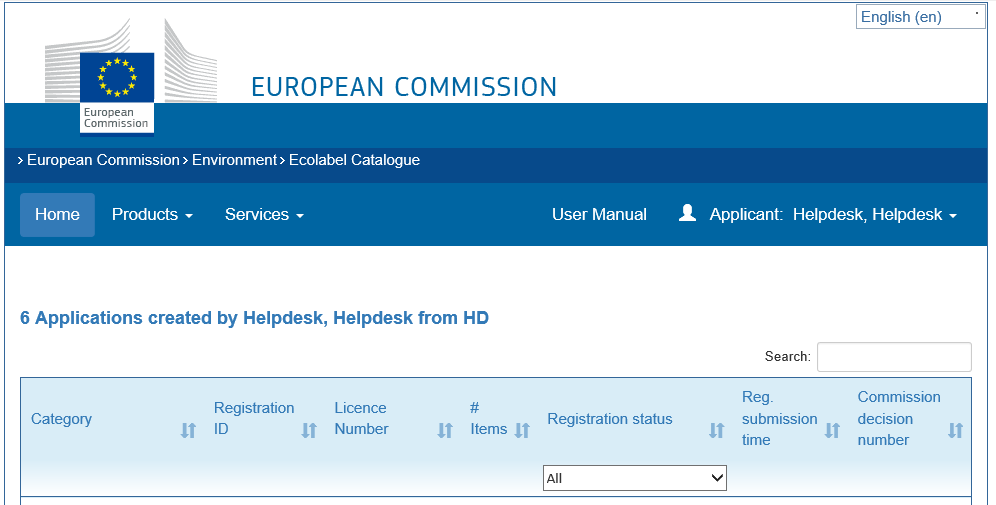 English (en)
European
Commission
EUROPEAN COMMISSION
› European Commission › Environment › Ecolabel Catalogue
Home Products Services User Manual Applicant: Helpdesk, Helpdesk
6 Applications created by Helpdesk, Helpdesk from HD
Search:
Category
Registration
ID
Licence
Number
#
Items
Registration status
Reg.
submission
time
Commission
decision
number
All